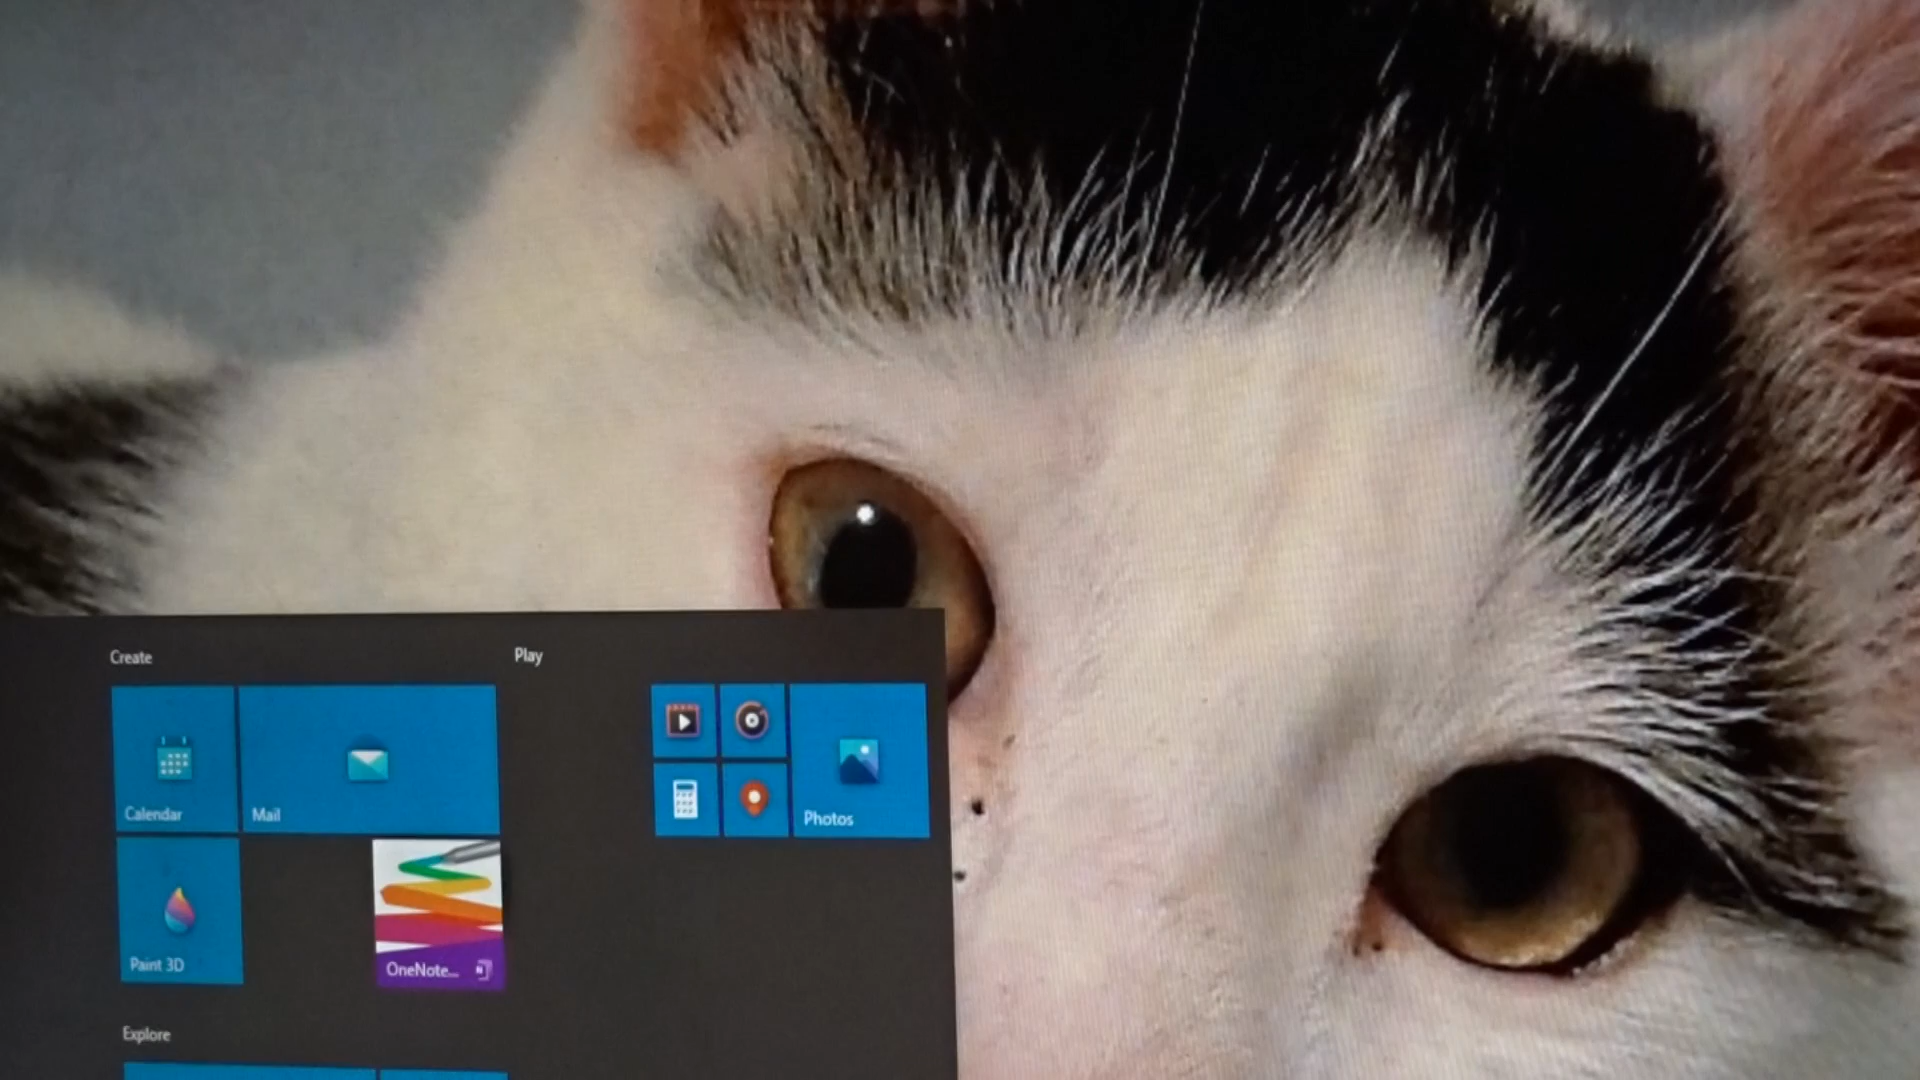 Create
Play
Calendar
Mail
Photos
Paint 3D
OneNote...
Explore